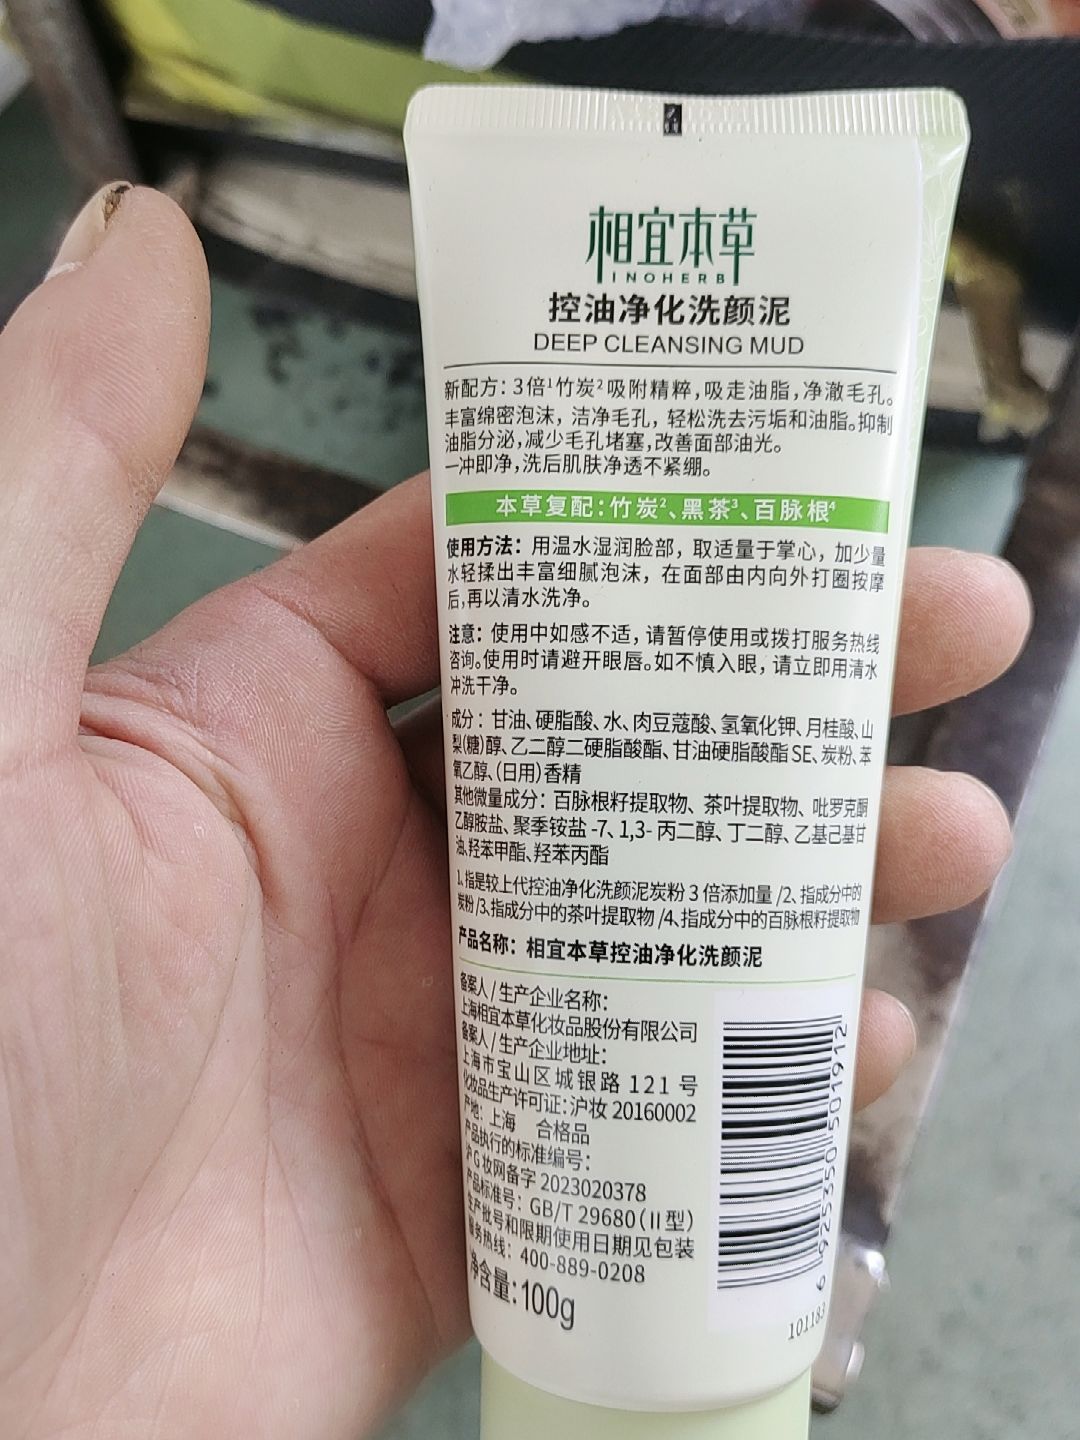 相宜本草
INOHERB
控油净化洗颜泥
DEEP CLEANSING MUD
新配方：3倍¹竹炭²吸附精粹，吸走油脂，净澈毛孔。
丰富绵密泡沫，洁净毛孔，轻松洗去污垢和油脂。抑制
油脂分泌，减少毛孔堵塞，改善面部油光。
一冲即净，洗后肌肤净透不紧绷。
本草复配：竹炭²、黑茶³、百脉根⁴
使用方法：用温水湿润脸部，取适量于掌心，加少量
水轻揉出丰富细腻泡沫，在面部由内向外打圈按摩
后，再以清水洗净。
注意：使用中如感不适，请暂停使用或拨打服务热线
咨询。使用时请避开眼唇。如不慎入眼，请立即用清水
冲洗干净。
成分：甘油、硬脂酸、水、肉豆蔻酸、氢氧化钾、月桂酸、山
梨(糖)醇、乙二醇二硬脂酸酯、甘油硬脂酸酯SE、炭粉、苯
氧乙醇、(日用)香精
其他微量成分：百脉根籽提取物、茶叶提取物、吡罗克酮
乙醇胺盐、聚季铵盐-7、1,3-丙二醇、丁二醇、乙基己基甘
油、羟苯甲酯、羟苯丙酯
1、指是较上代控油净化洗颜泥炭粉3倍添加量/2、指成分中的
炭粉/3、指成分中的茶叶提取物/4、指成分中的百脉根籽提取物
产品名称：相宜本草控油净化洗颜泥
备案人/生产企业名称：
上海相宜本草化妆品股份有限公司
备案人/生产企业地址：
上海市宝山区城银路121号
化妆品生产许可证：沪妆20160002
产地：上海 合格品
产品执行的标准编号：
沪G妆网备字2023020378
产品标准号：GB/T 29680(II型)
生产批号和限期使用日期见包装
服务热线：400-889-0208
净含量：100g
6 925350 501912
101183